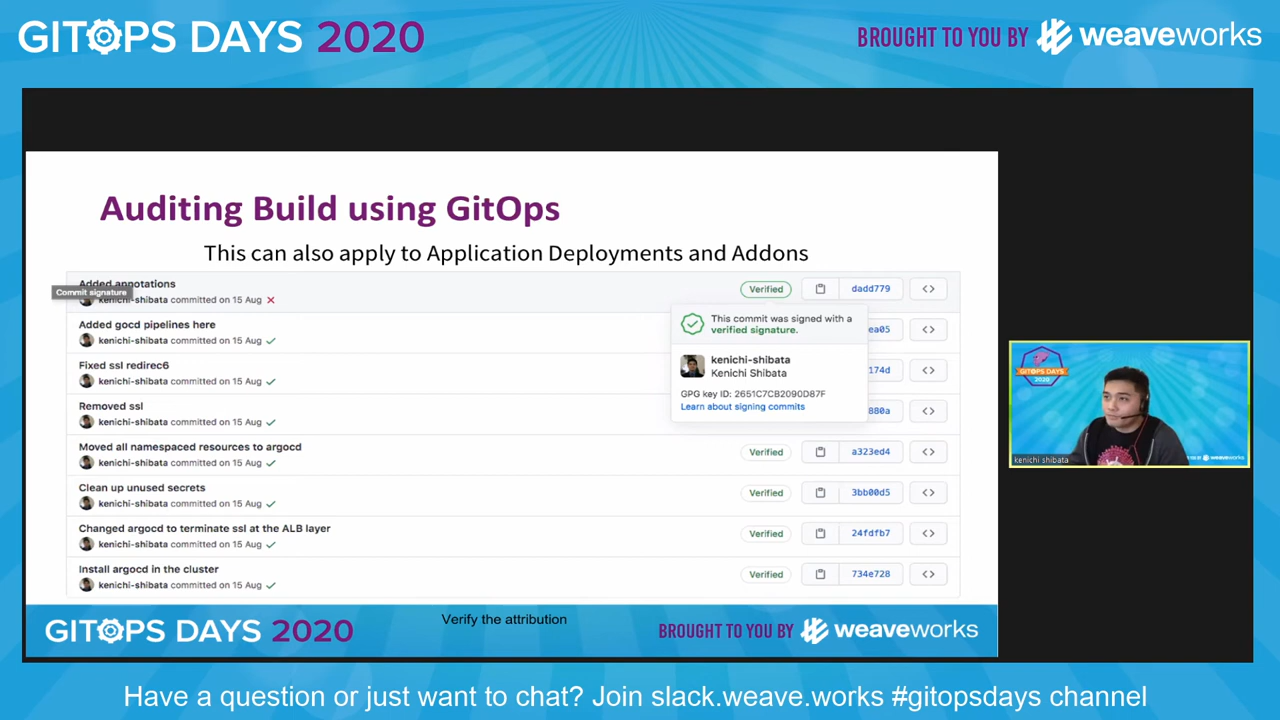 GITOPS DAYS 2020
BROUGHT TO YOU BY weaveworks
Auditing Build using GitOps
This can also apply to Application Deployments and Addons
Added annotations
Commit signature
kenichi-shibata committed on 15 Aug
Verified
dadd779
This commit was signed with a
verified signature.
kenichi-shibata
Kenichi Shibata
GPG key ID: 2651C7CB2090D87F
Learn about signing commits
Added gocd pipelines here
kenichi-shibata committed on 15 Aug
ea05
Fixed ssl redirec6
kenichi-shibata committed on 15 Aug
174d
Removed ssl
kenichi-shibata committed on 15 Aug
880a
Moved all namespaced resources to argocd
kenichi-shibata committed on 15 Aug
Verified
a323ed4
Clean up unused secrets
kenichi-shibata committed on 15 Aug
Verified
3bb00d5
Changed argocd to terminate ssl at the ALB layer
kenichi-shibata committed on 15 Aug
Verified
24fdfb7
Install argocd in the cluster
kenichi-shibata committed on 15 Aug
Verified
734e728
GITOPS DAYS 2020
Verify the attribution
BROUGHT TO YOU BY weaveworks
GITOPS DAYS
2020
kenichi shibata
weaveworks
Have a question or just want to chat? Join slack.weave.works #gitopsdays channel